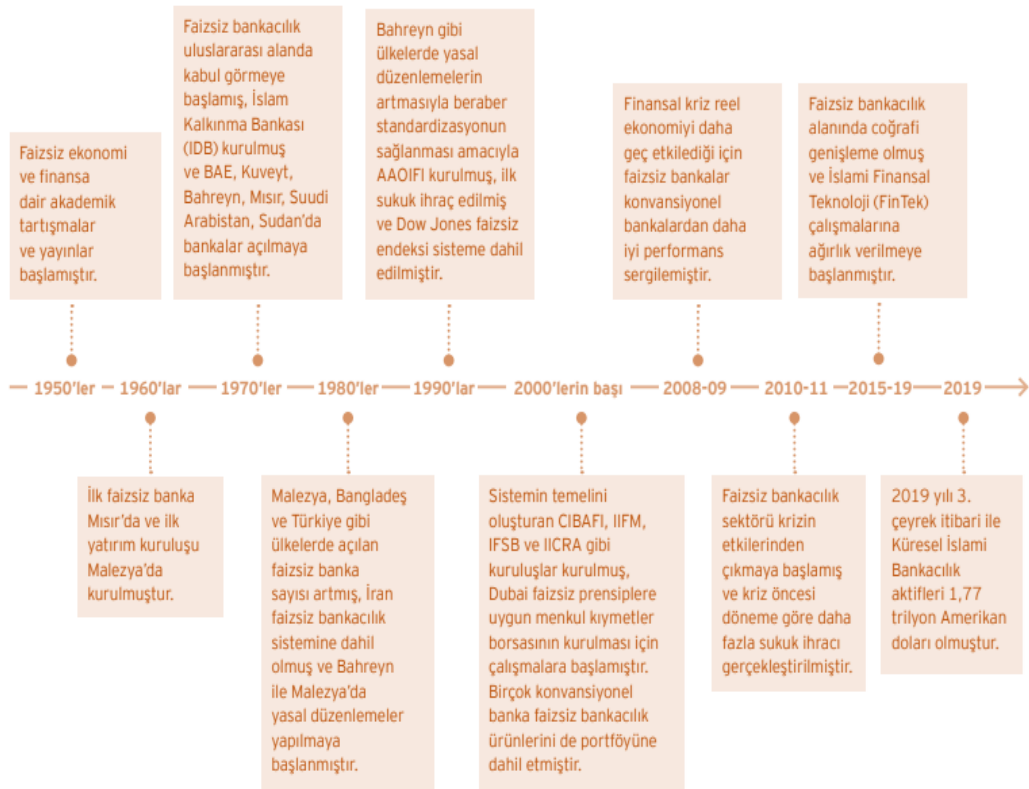 Faizsiz ekonomi
ve finansa
dair akademik
tartışmalar
ve yayınlar
başlamıştır.
Faizsiz bankacılık
uluslararası alanda
kabul görmeye
başlamış, İslam
Kalkınma Bankası
(IDB) kurulmuş
ve BAE, Kuveyt,
Bahreyn, Mısır, Suudi
Arabistan, Sudan’da
bankalar açılmaya
başlanmıştır.
Bahreyn gibi
ülkelerde yasal
düzenlemelerin
artmasıyla beraber
standardizasyonun
sağlanması amacıyla
AAOIFI kurulmuş, ilk
sukuk ihraç edilmiş
ve Dow Jones faizsiz
endeksi sisteme dahil
edilmiştir.
Finansal kriz reel
ekonomiyi daha
geç etkilediği için
faizsiz bankalar
konvansiyonel
bankalardan daha
iyi performans
sergilemiştir.
Faizsiz bankacılık
alanında coğrafi
genişleme olmuş
ve İslami Finansal
Teknoloji (FinTek)
çalışmalarına
ağırlık verilmeye
başlanmıştır.
1950’ler 1960’lar 1970’ler 1980’ler 1990’lar 2000’lerin başı 2008-09 2010-11 2015-19 2019
İlk faizsiz banka
Mısır’da ve ilk
yatırım kuruluşu
Malezya’da
kurulmuştur.
Malezya, Bangladeş
ve Türkiye gibi
ülkelerde açılan
faizsiz banka
sayısı artmış, İran
faizsiz bankacılık
sistemine dahil
olmuş ve Bahreyn
ile Malezya’da
yasal düzenlemeler
yapılmaya
başlanmıştır.
Sistemin temelini
oluşturan CIBAFI, IIFM,
IFSB ve IICRA gibi
kuruluşlar kurulmuş,
Dubai faizsiz prensiplere
uygun menkul kıymetler
borsasının kurulması için
çalışmalara başlamıştır.
Birçok konvansiyonel
banka faizsiz bankacılık
ürünlerini de portföyüne
dahil etmiştir.
Faizsiz bankacılık
sektörü krizin
etkilerinden
çıkmaya başlamış
ve kriz öncesi
döneme göre daha
fazla sukuk ihracı
gerçekleştirilmiştir.
2019 yılı 3.
çeyrek itibari ile
Küresel İslami
Bankacılık
aktifleri 1,77
trilyon Amerikan
doları olmuştur.